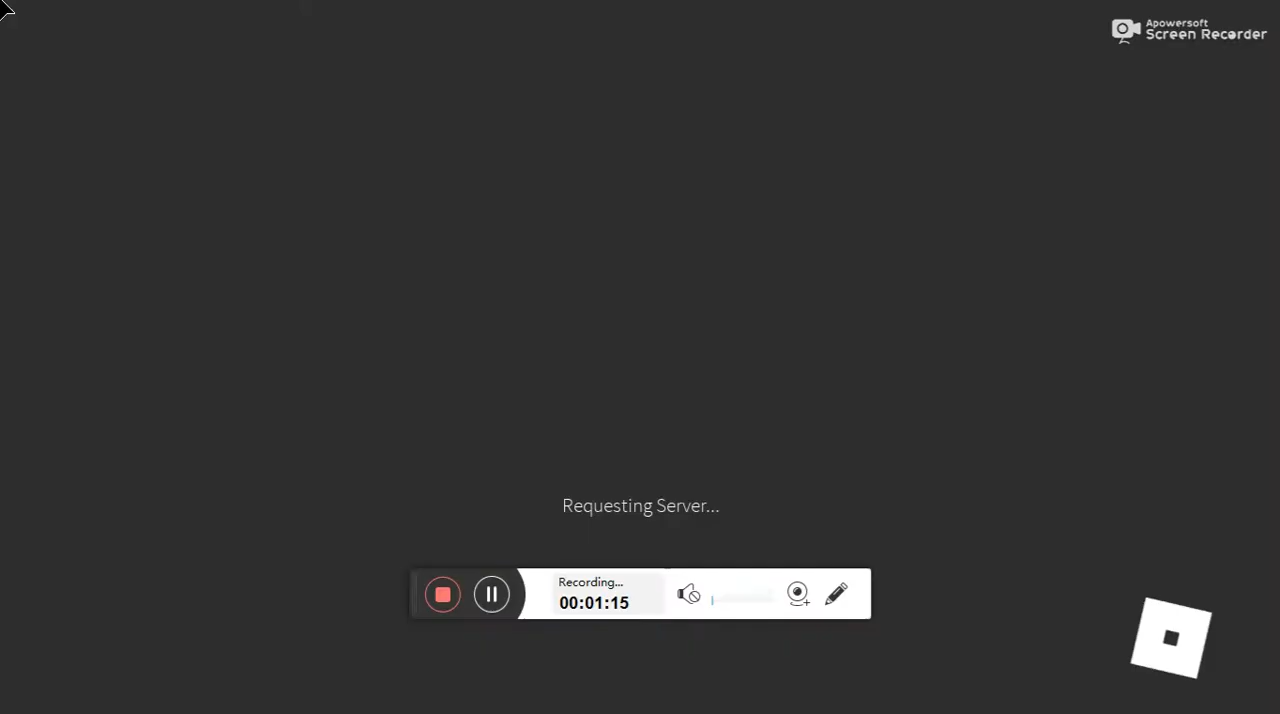 Apowersoft
Screen Recorder
Requesting Server...
Recording...
00:01:15